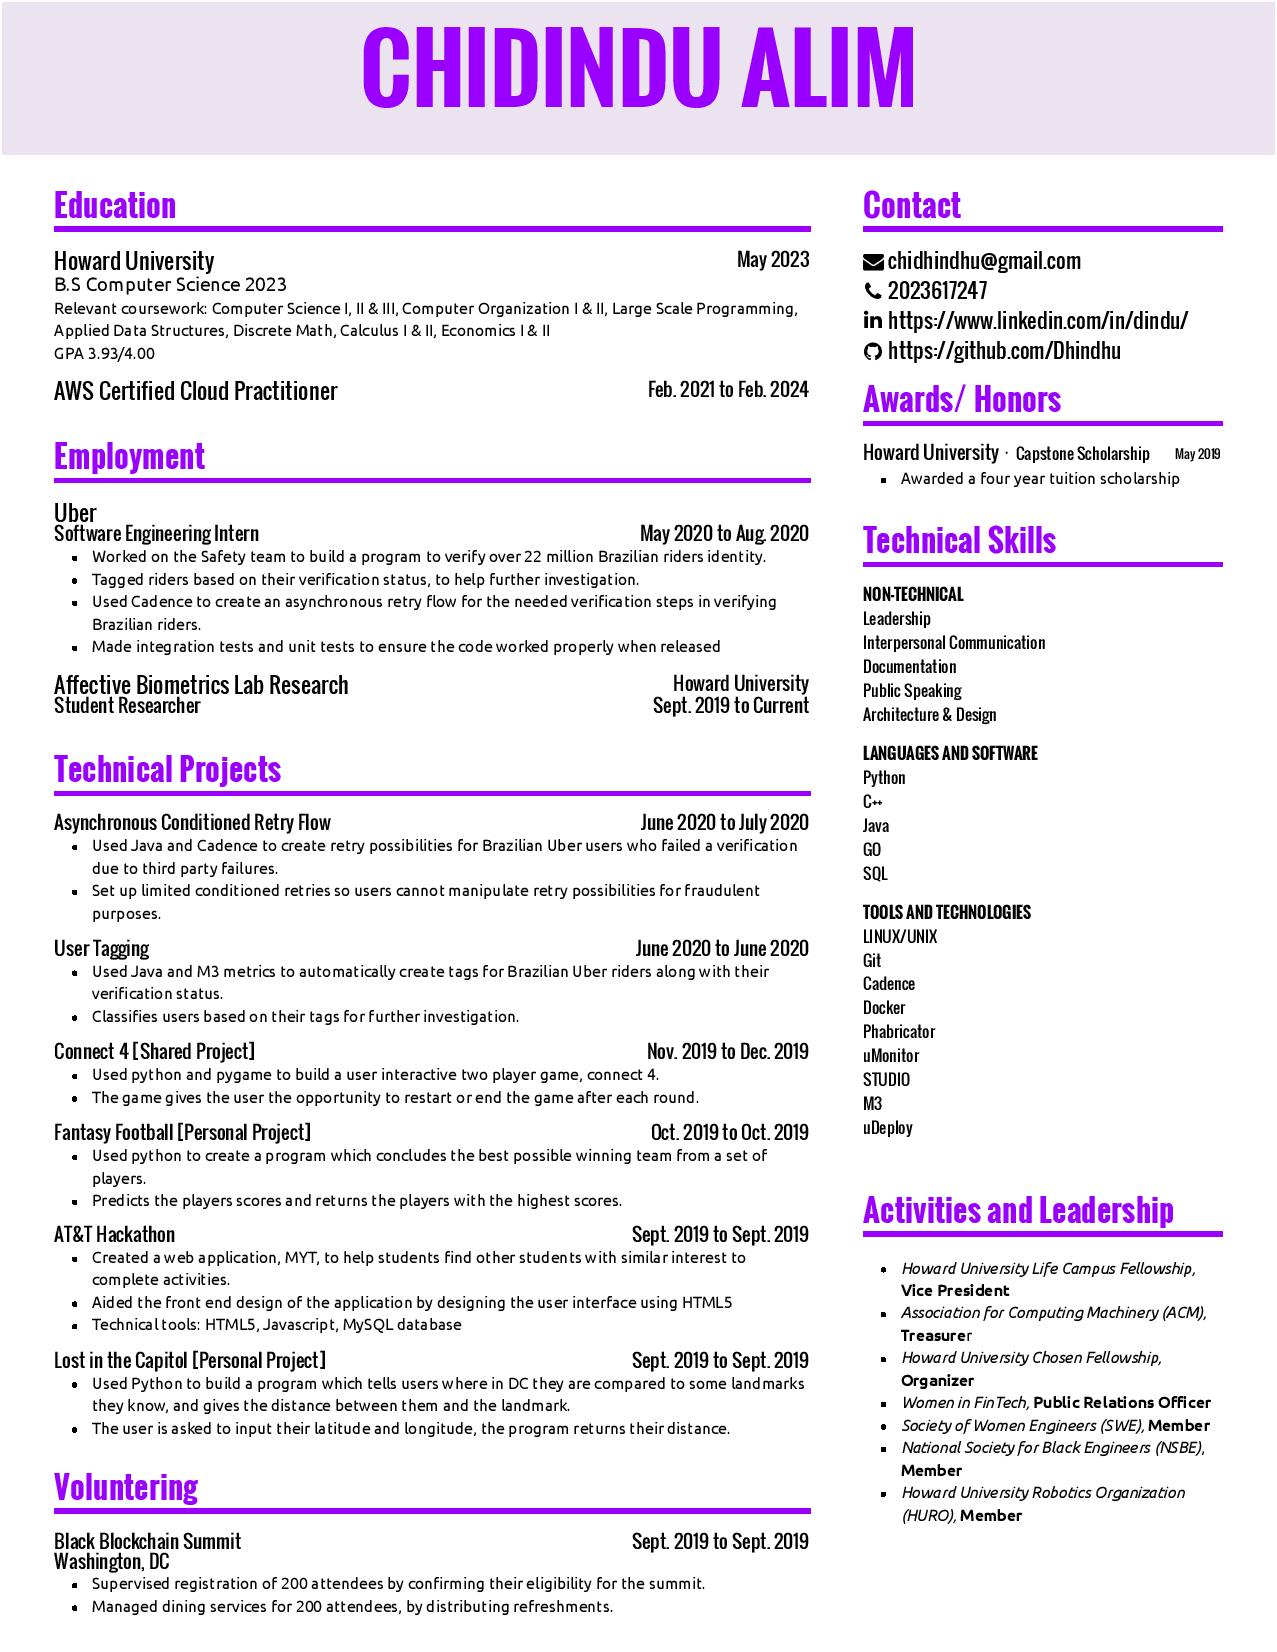 CHIDINDU ALIM
Education
Howard University May 2023
B.S Computer Science 2023
Relevant coursework: Computer Science I, II & III, Computer Organization I & II, Large Scale Programming,
Applied Data Structures, Discrete Math, Calculus I & II, Economics I & II
GPA 3.93/4.00
AWS Certified Cloud Practitioner Feb. 2021 to Feb. 2024
Employment
Uber
Software Engineering Intern May 2020 to Aug. 2020
▪ Worked on the Safety team to build a program to verify over 22 million Brazilian riders identity.
▪ Tagged riders based on their verification status, to help further investigation.
▪ Used Cadence to create an asynchronous retry flow for the needed verification steps in verifying
Brazilian riders.
▪ Made integration tests and unit tests to ensure the code worked properly when released
Affective Biometrics Lab Research Howard University
Student Researcher Sept. 2019 to Current
Technical Projects
Asynchronous Conditioned Retry Flow June 2020 to July 2020
▪ Used Java and Cadence to create retry possibilities for Brazilian Uber users who failed a verification
due to third party failures.
▪ Set up limited conditioned retries so users cannot manipulate retry possibilities for fraudulent
purposes.
User Tagging June 2020 to June 2020
▪ Used Java and M3 metrics to automatically create tags for Brazilian Uber riders along with their
verification status.
▪ Classifies users based on their tags for further investigation.
Connect 4 [Shared Project] Nov. 2019 to Dec. 2019
▪ Used python and pygame to build a user interactive two player game, connect 4.
▪ The game gives the user the opportunity to restart or end the game after each round.
Fantasy Football [Personal Project] Oct. 2019 to Oct. 2019
▪ Used python to create a program which concludes the best possible winning team from a set of
players.
▪ Predicts the players scores and returns the players with the highest scores.
AT&T Hackathon Sept. 2019 to Sept. 2019
▪ Created a web application, MYT, to help students find other students with similar interest to
complete activities.
▪ Aided the front end design of the application by designing the user interface using HTML5
▪ Technical tools: HTML5, Javascript, MySQL database
Lost in the Capitol [Personal Project] Sept. 2019 to Sept. 2019
▪ Used Python to build a program which tells users where in DC they are compared to some landmarks
they know, and gives the distance between them and the landmark.
▪ The user is asked to input their latitude and longitude, the program returns their distance.
Voluntering
Black Blockchain Summit Sept. 2019 to Sept. 2019
Washington, DC
▪ Supervised registration of 200 attendees by confirming their eligibility for the summit.
▪ Managed dining services for 200 attendees, by distributing refreshments.
Contact
chidhindhu@gmail.com
2023617247
https://www.linkedin.com/in/dindu/
https://github.com/Dhindhu
Awards/ Honors
Howard University · Capstone Scholarship May 2019
▪ Awarded a four year tuition scholarship
Technical Skills
NON-TECHNICAL
Leadership
Interpersonal Communication
Documentation
Public Speaking
Architecture & Design
LANGUAGES AND SOFTWARE
Python
C++
Java
GO
SQL
TOOLS AND TECHNOLOGIES
LINUX/UNIX
Git
Cadence
Docker
Phabricator
uMonitor
STUDIO
M3
uDeploy
Activities and Leadership
▪ Howard University Life Campus Fellowship,
Vice President
▪ Association for Computing Machinery (ACM),
Treasurer
▪ Howard University Chosen Fellowship,
Organizer
▪ Women in FinTech, Public Relations Officer
▪ Society of Women Engineers (SWE), Member
▪ National Society for Black Engineers (NSBE),
Member
▪ Howard University Robotics Organization
(HURO), Member